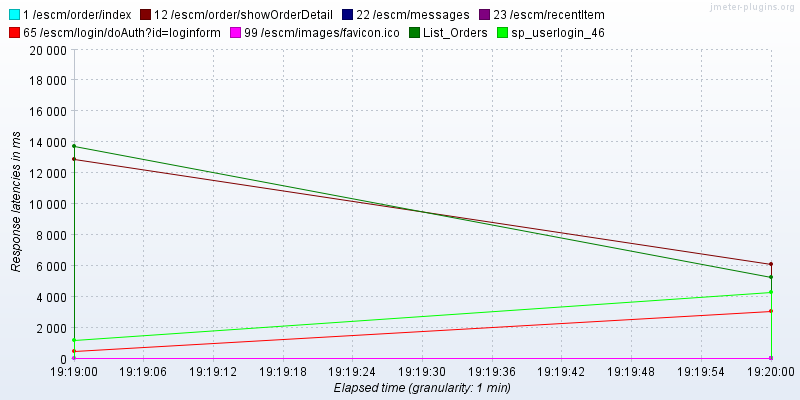 jmeter-plugins.org
1 /escm/order/index 12 /escm/order/showOrderDetail 22 /escm/messages 23 /escm/recentItem
65 /escm/login/doAuth?id=loginform 99 /escm/images/favicon.ico List_Orders sp_userlogin_46
20 000
18 000
16 000
14 000
12 000
10 000
8 000
6 000
4 000
2 000
0
Response latencies in ms
19:19:00 19:19:06 19:19:12 19:19:18 19:19:24 19:19:30 19:19:36 19:19:42 19:19:48 19:19:54 19:20:00
Elapsed time (granularity: 1 min)